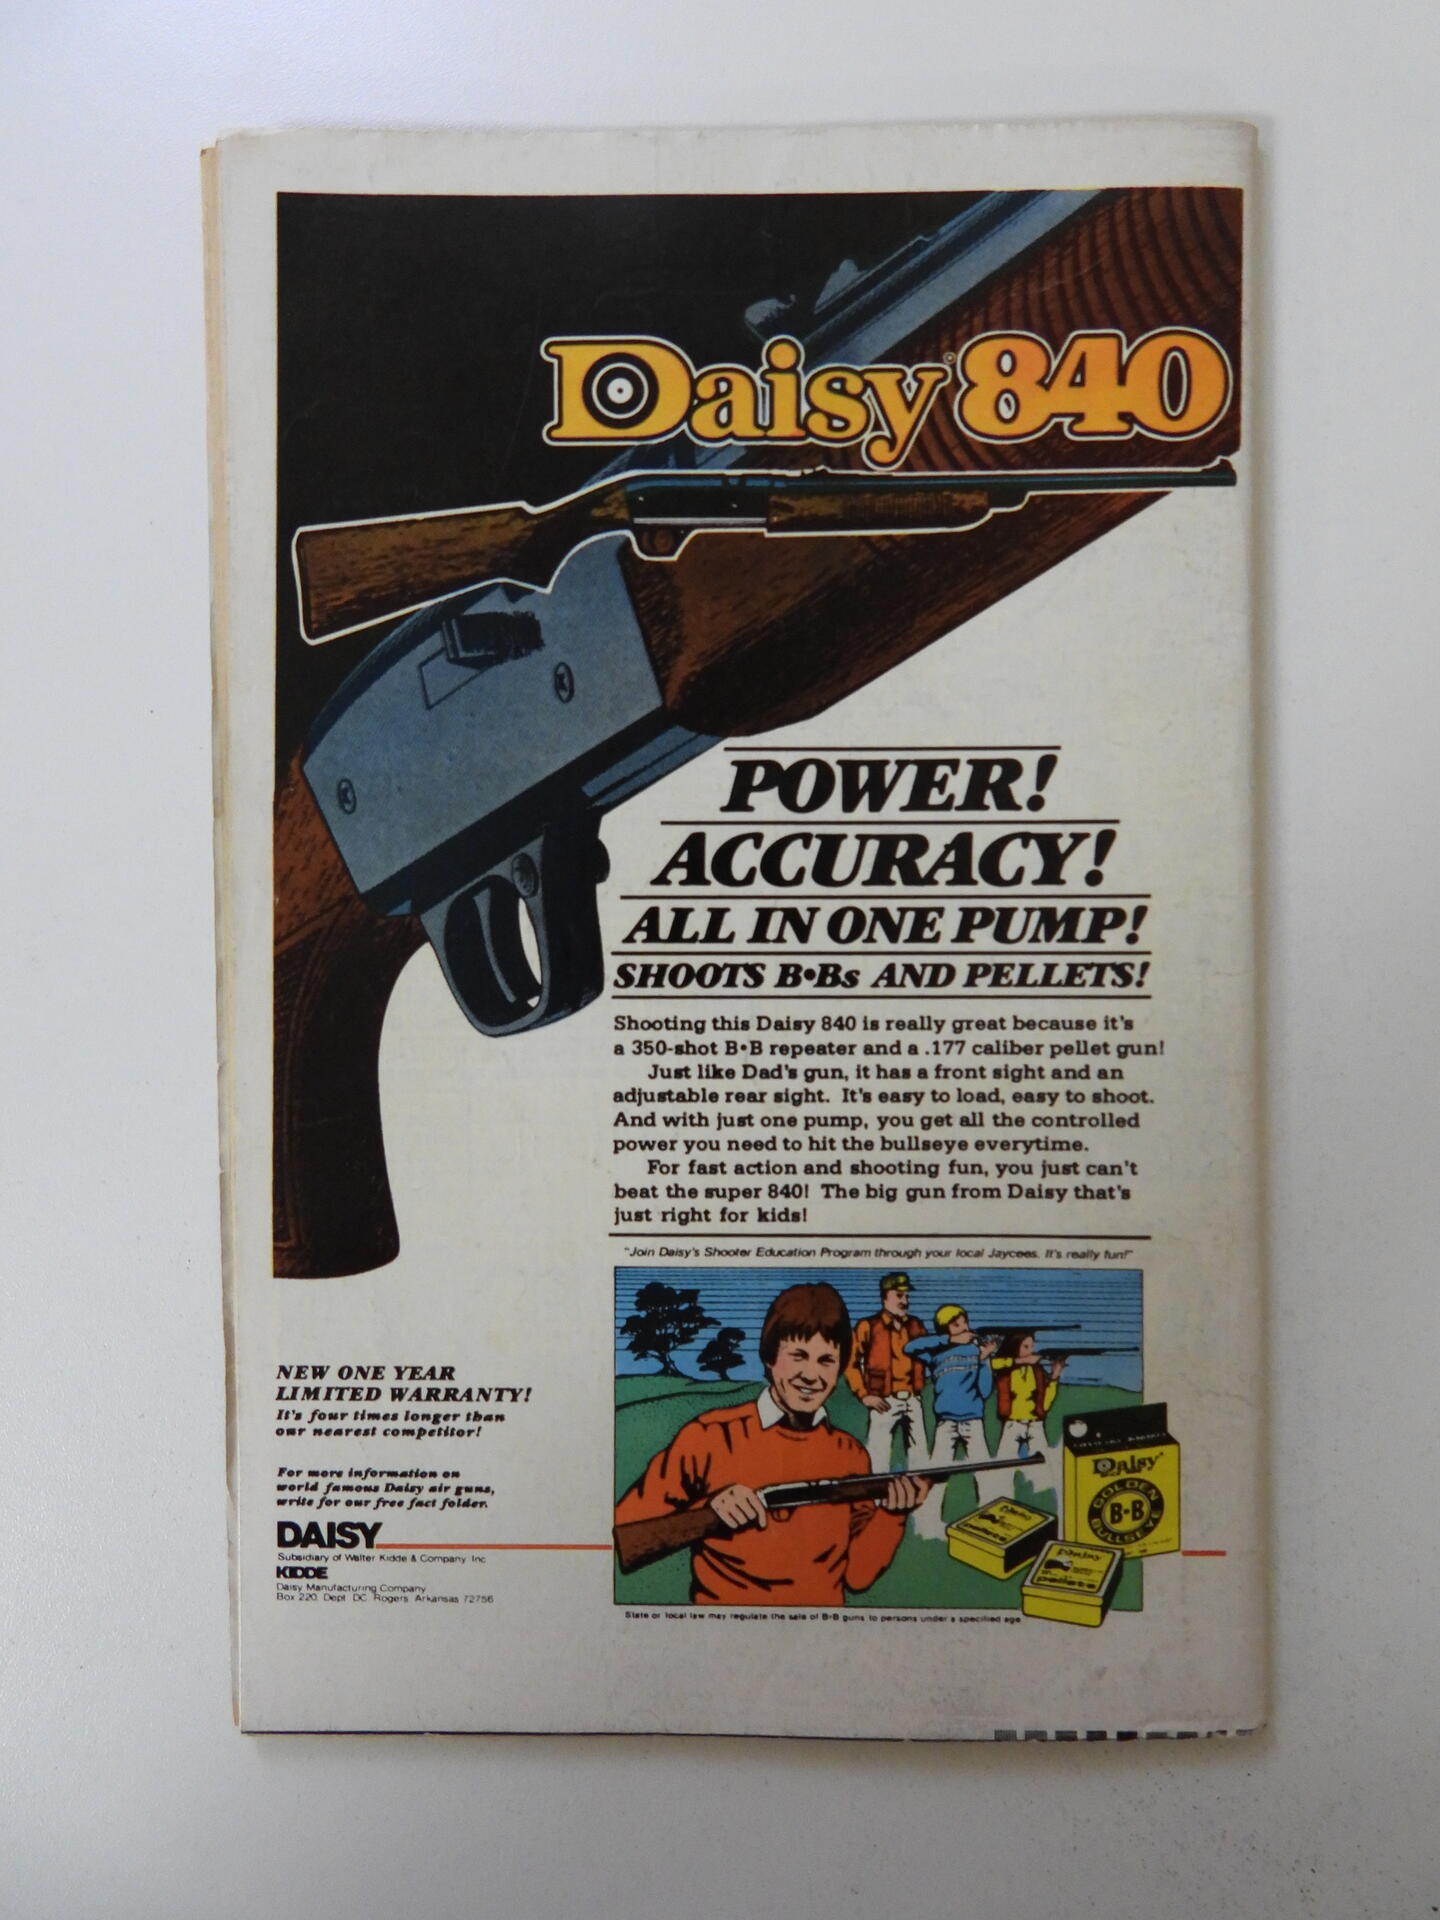 Daisy® 840
POWER!
ACCURACY!
ALL IN ONE PUMP!
SHOOTS B•Bs AND PELLETS!
Shooting this Daisy 840 is really great because it's
a 350-shot B•B repeater and a .177 caliber pellet gun!
Just like Dad's gun, it has a front sight and an
adjustable rear sight. It's easy to load, easy to shoot.
And with just one pump, you get all the controlled
power you need to hit the bullseye everytime.
For fast action and shooting fun, you just can't
beat the super 840! The big gun from Daisy that's
just right for kids!
"Join Daisy's Shooter Education Program through your local Jaycees. It's really fun!"
NEW ONE YEAR
LIMITED WARRANTY!
It's four times longer than
our nearest competitor!
For more information on
world famous Daisy air guns,
write for our free fact folder.
DAISY
Subsidiary of Walter Kidde & Company Inc
KIDDE
Daisy Manufacturing Company
Box 220, Dept DC Rogers Arkansas 72756
Daisy
GOLDEN
B•B
BULLSEYE
pellets
Daisy
pellets
State or local law may regulate the sale of B•B guns to persons under a specified age